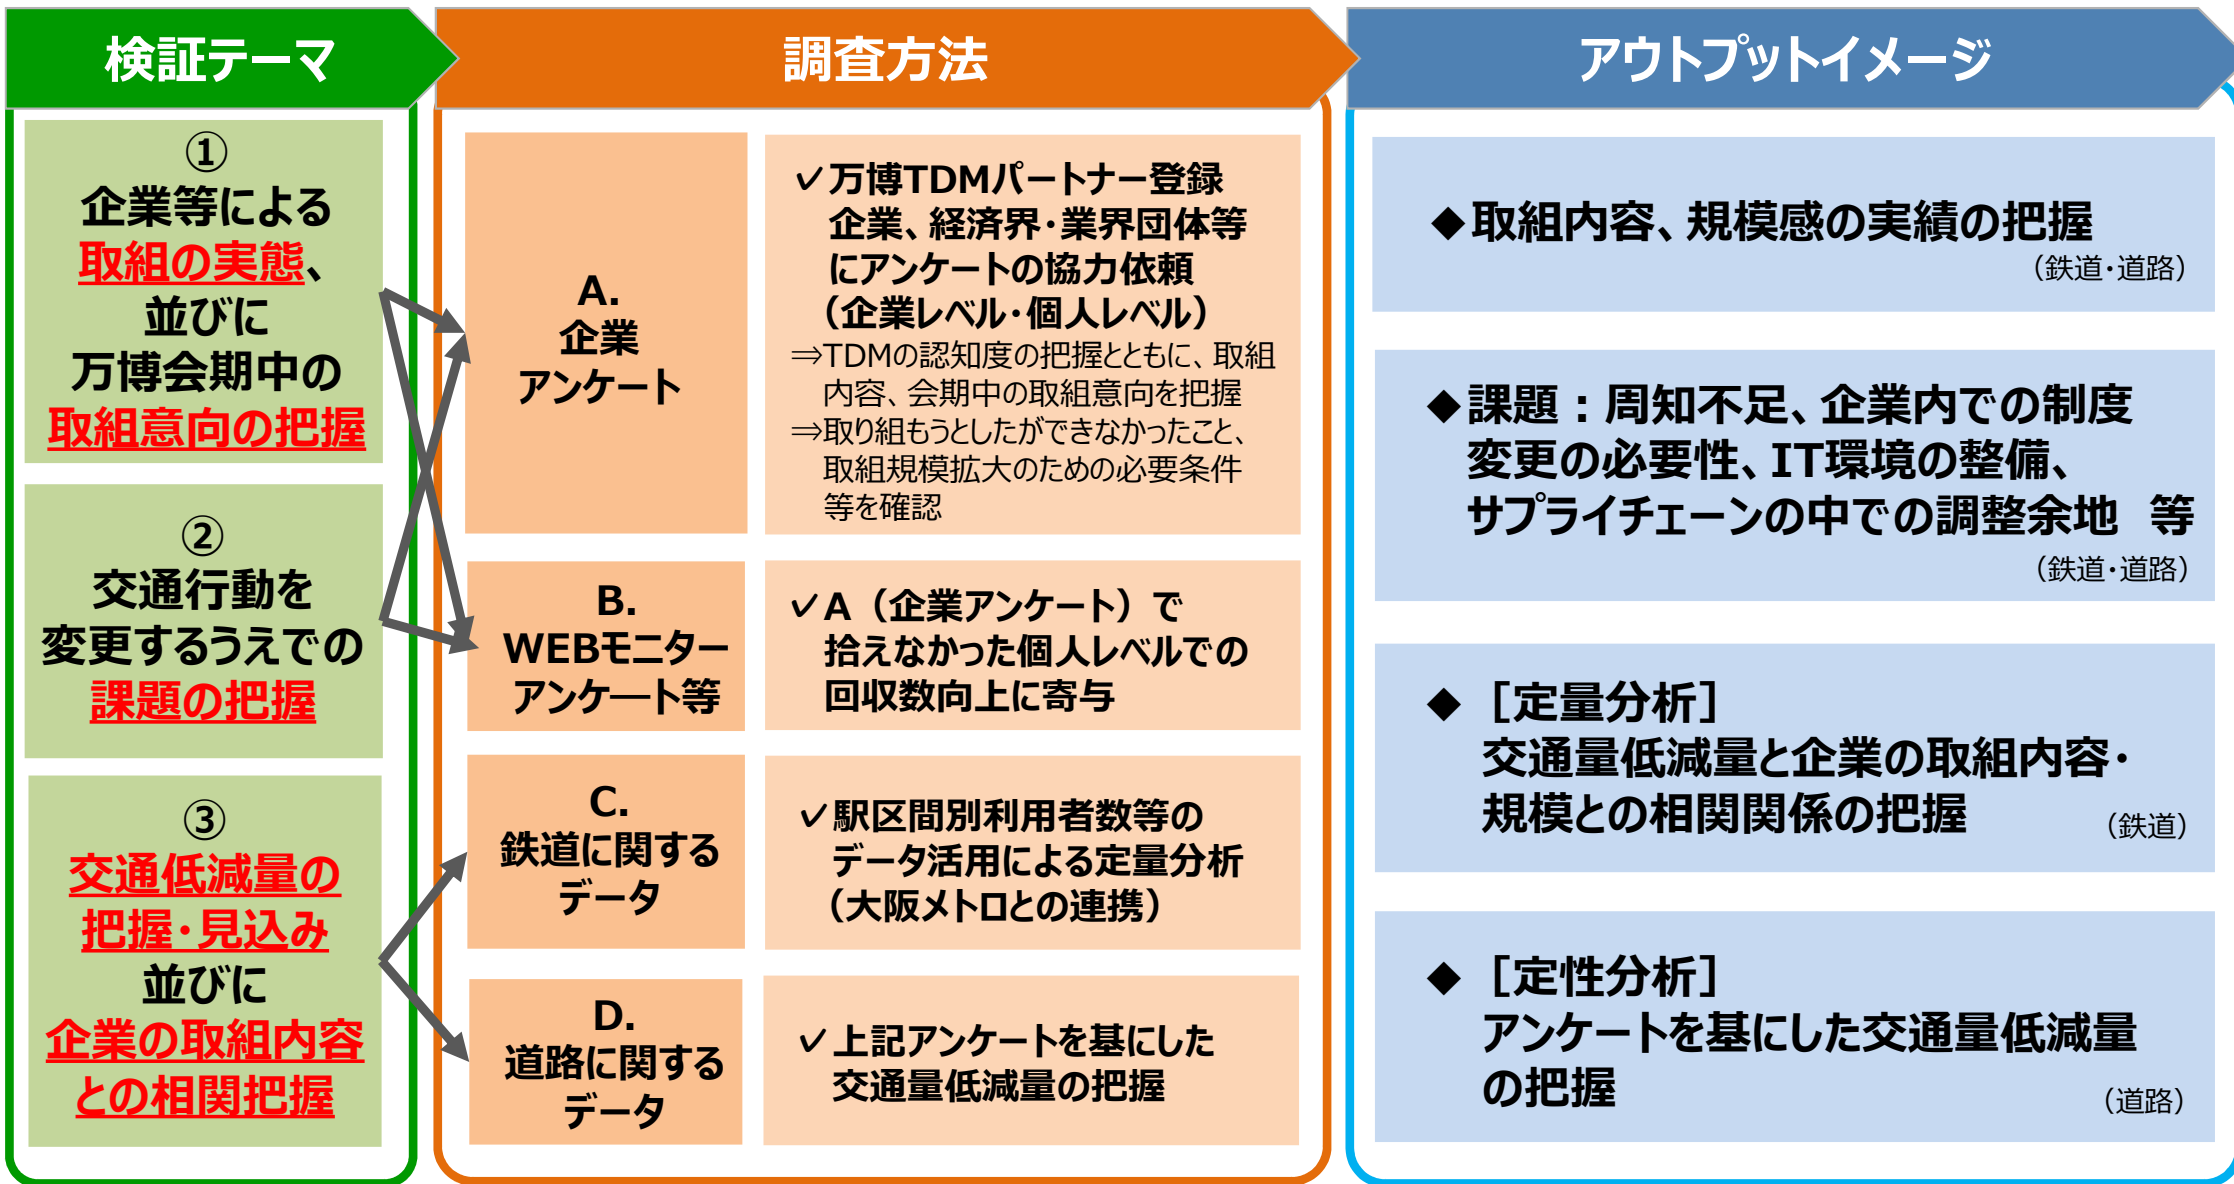 検証テーマ
①
企業等による
取組の実態、
並びに
万博会期中の
取組意向の把握
②
交通行動を
変更するうえでの
課題の把握
③
交通低減量の
把握・見込み
並びに
企業の取組内容
との相関把握
調査方法
A.
企業
アンケート
✓万博TDMパートナー登録
企業、経済界・業界団体等
にアンケートの協力依頼
（企業レベル・個人レベル）
⇒TDMの認知度の把握とともに、取組
内容、会期中の取組意向を把握
⇒取り組もうとしたができなかったこと、
取組規模拡大のための必要条件
等を確認
B.
WEBモニター
アンケート等
✓A（企業アンケート）で
拾えなかった個人レベルでの
回収数向上に寄与
C.
鉄道に関する
データ
✓駅区間別利用者数等の
データ活用による定量分析
（大阪メトロとの連携）
D.
道路に関する
データ
✓上記アンケートを基にした
交通量低減量の把握
アウトプットイメージ
◆取組内容、規模感の実績の把握
（鉄道・道路）
◆課題：周知不足、企業内での制度
変更の必要性、IT環境の整備、
サプライチェーンの中での調整余地　等
（鉄道・道路）
◆［定量分析］
交通量低減量と企業の取組内容・
規模との相関関係の把握
（鉄道）
◆［定性分析］
アンケートを基にした交通量低減量
の把握
（道路）